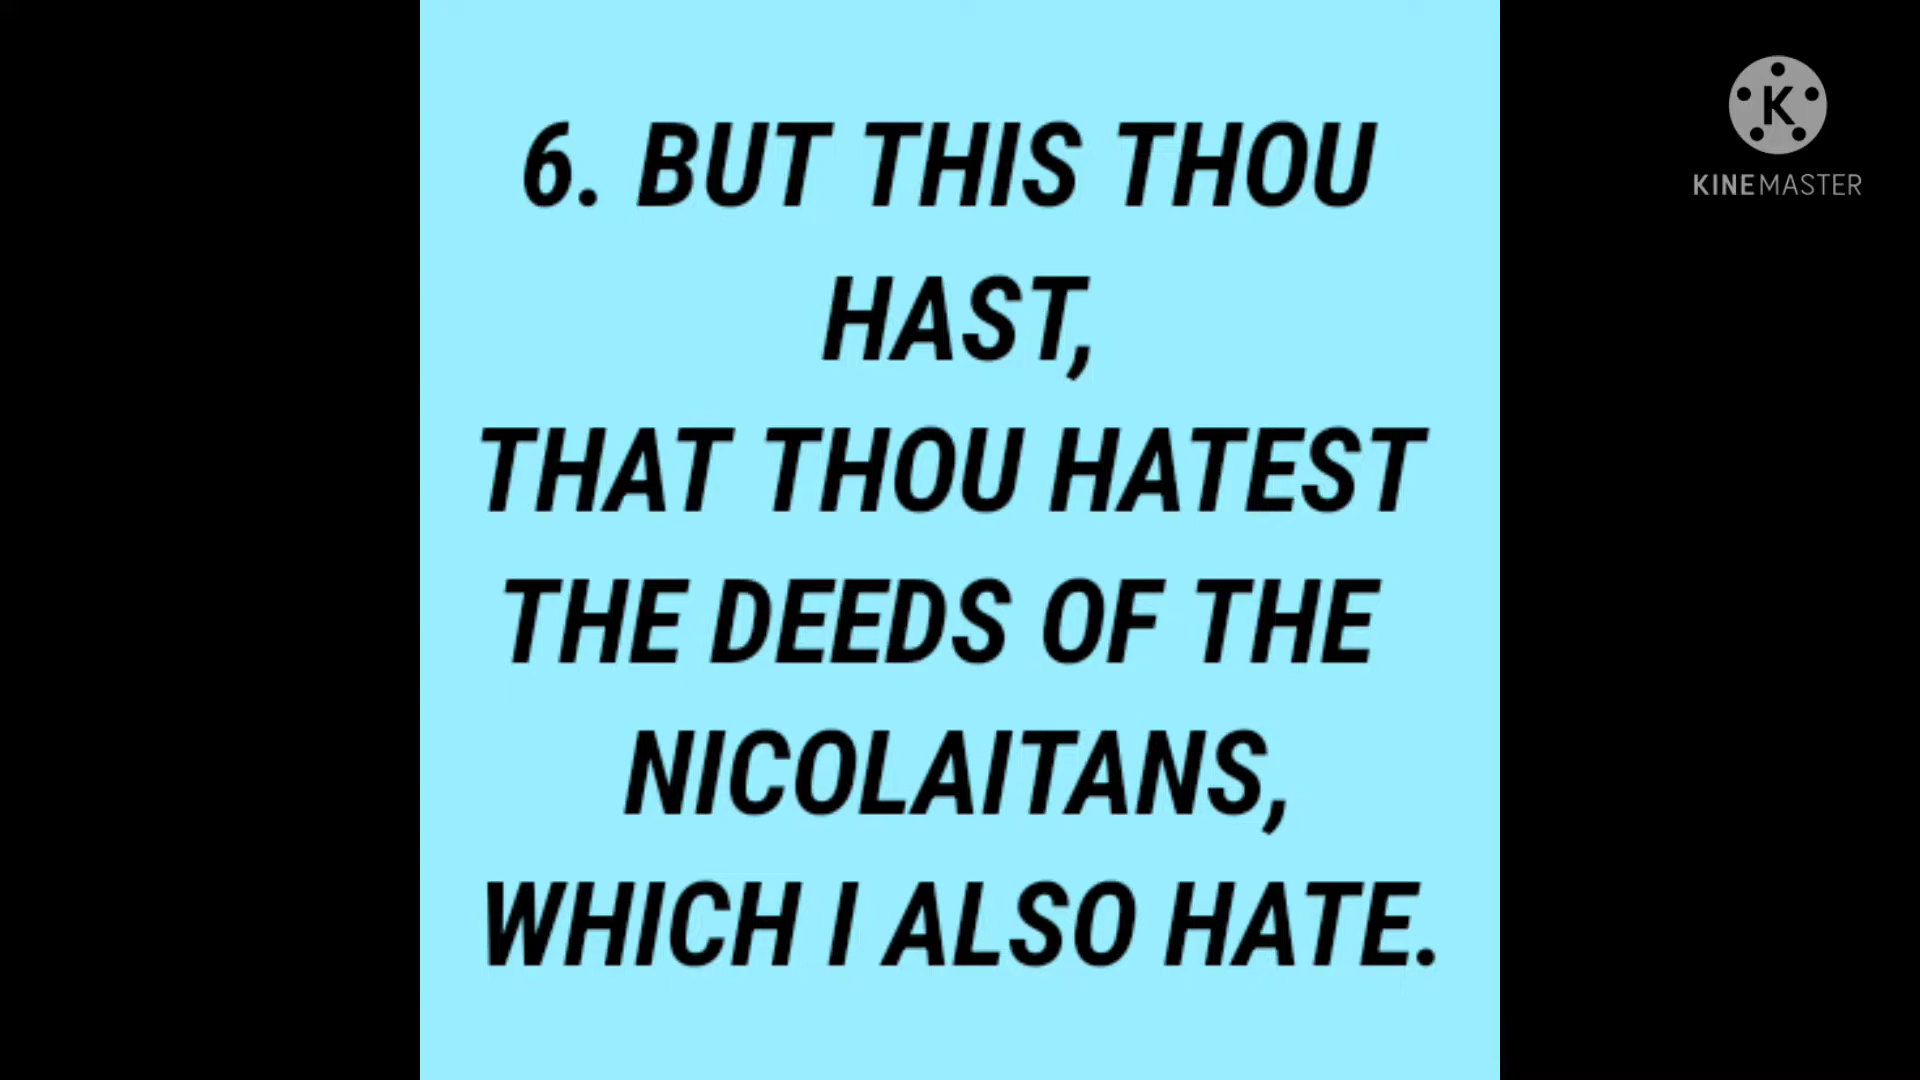 6. BUT THIS THOU
HAST,
THAT THOU HATEST
THE DEEDS OF THE
NICOLAITANS,
WHICH I ALSO HATE.
K
KINEMASTER